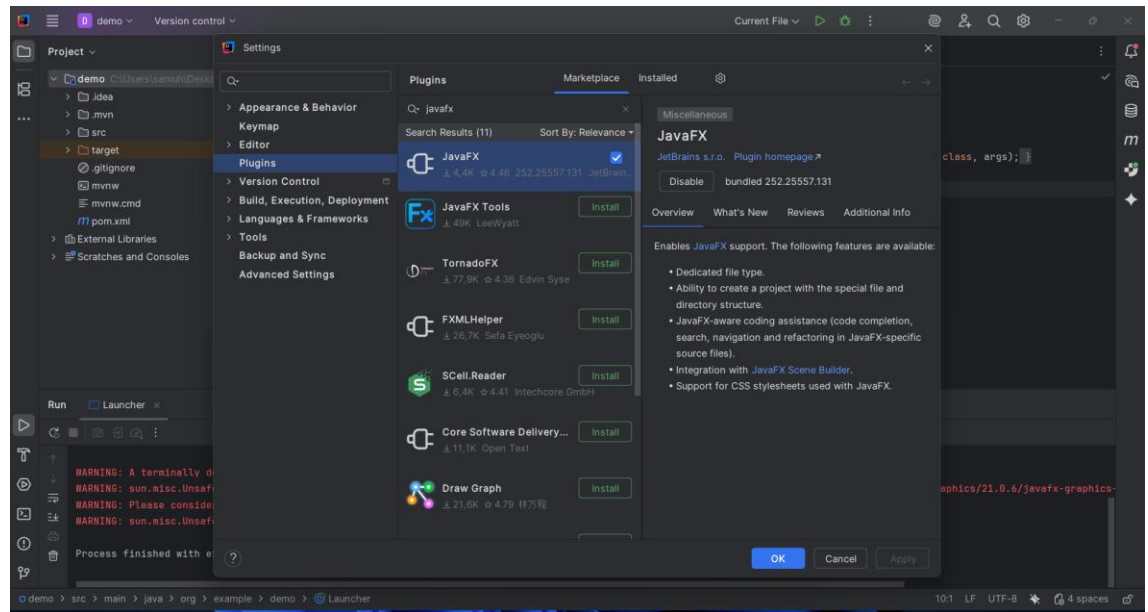 D demo Version control Current File
Project
demo C:\Users\samuh\Deskt
.idea
.mvn
src
target
.gitignore
mvnw
mvnw.cmd
m pom.xml
External Libraries
Scratches and Consoles
Settings
Appearance & Behavior
Keymap
Editor
Plugins
Version Control
Build, Execution, Deployment
Languages & Frameworks
Tools
Backup and Sync
Advanced Settings
Plugins Marketplace Installed
javafx
Search Results (11) Sort By: Relevance
JavaFX
4,4K 4.46 252.25557.131 JetBrain...
JavaFX Tools Install
49K LeeWyatt
TornadoFX Install
77,9K 4.36 Edvin Syse
FXMLHelper Install
26,7K Sefa Eyeoglu
SCell.Reader Install
6,4K 4.41 Intechcore GmbH
Core Software Delivery... Install
11,1K Open Text
Draw Graph Install
21,6K 4.79 林万程
Miscellaneous
JavaFX
JetBrains s.r.o. Plugin homepage
Disable bundled 252.25557.131
Overview What's New Reviews Additional Info
Enables JavaFX support. The following features are available:
• Dedicated file type.
• Ability to create a project with the special file and
directory structure.
• JavaFX-aware coding assistance (code completion,
search, navigation and refactoring in JavaFX-specific
source files).
• Integration with JavaFX Scene Builder.
• Support for CSS stylesheets used with JavaFX.
OK Cancel Apply
class, args); }
m
Run Launcher
WARNING: A terminally d
WARNING: sun.misc.Unsaf
WARNING: Please conside
WARNING: sun.misc.Unsaf
aphics/21.0.6/javafx-graphics-
Process finished with e
demo > src > main > java > org > example > demo > Launcher
10:1 LF UTF-8 4 spaces